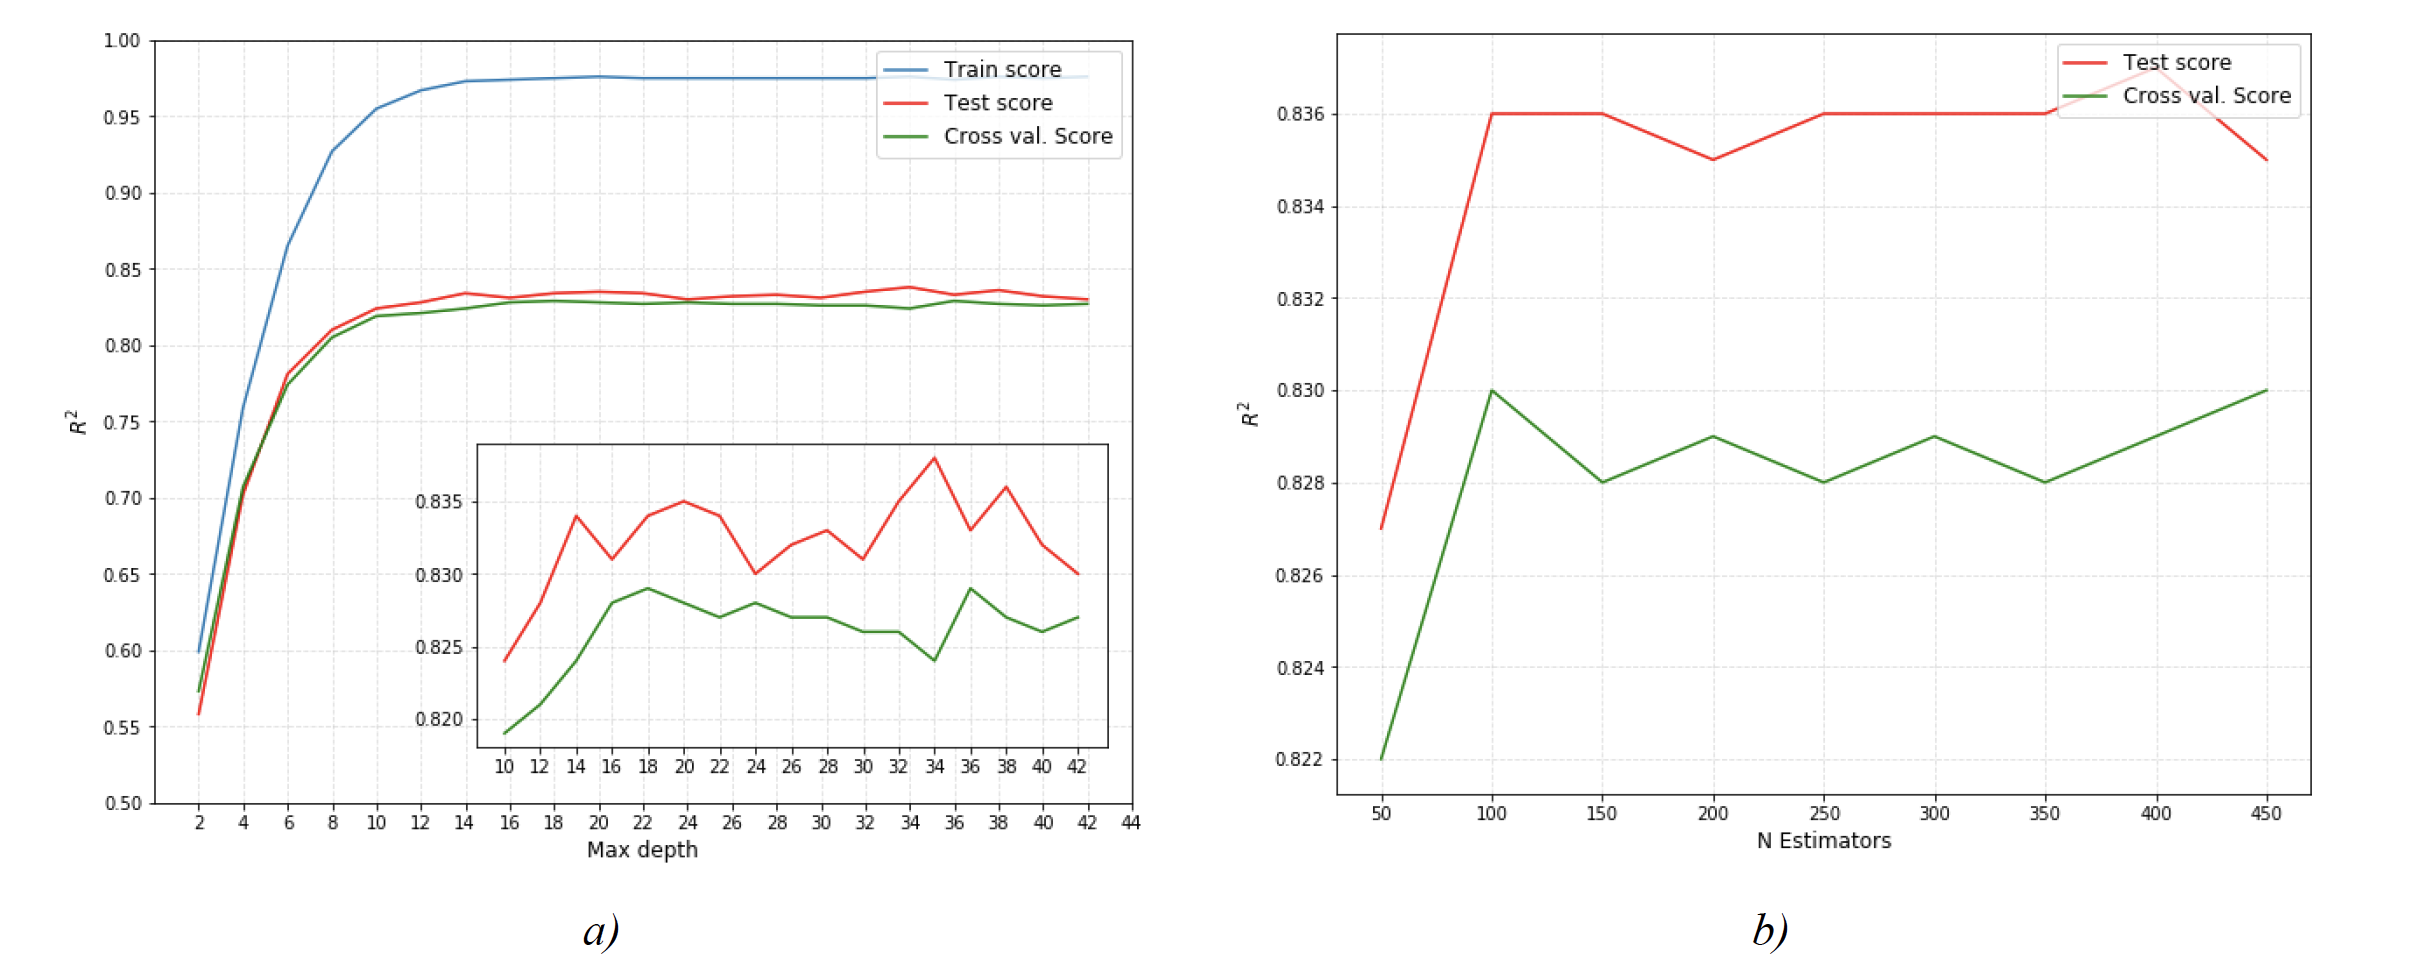 1.00
0.95
0.90
0.85
0.80
0.75
0.70
0.65
0.60
0.55
0.50
R²
Train score
Test score
Cross val. Score
0.835
0.830
0.825
0.820
10 12 14 16 18 20 22 24 26 28 30 32 34 36 38 40 42
2 4 6 8 10 12 14 16 18 20 22 24 26 28 30 32 34 36 38 40 42 44
Max depth
a)
0.836
0.834
0.832
0.830
0.828
0.826
0.824
0.822
R²
Test score
Cross val. Score
50 100 150 200 250 300 350 400 450
N Estimators
b)